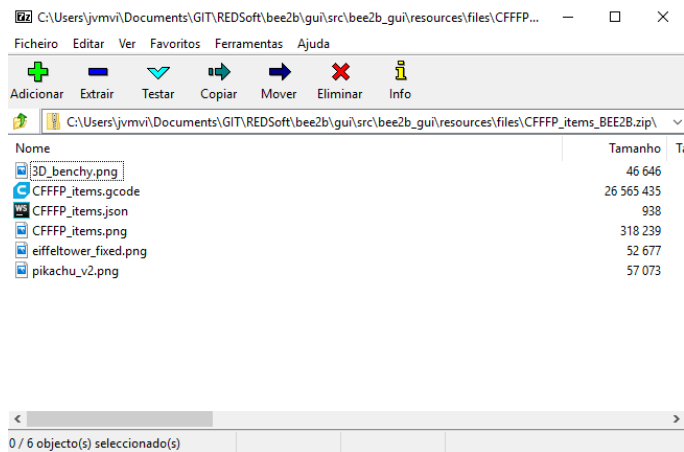 7z C:\Users\jvmvi\Documents\GIT\REDSoft\bee2b\gui\src\bee2b_gui\resources\files\CFFFP...
Ficheiro Editar Ver Favoritos Ferramentas Ajuda
Adicionar Extrair Testar Copiar Mover Eliminar Info
C:\Users\jvmvi\Documents\GIT\REDSoft\bee2b\gui\src\bee2b_gui\resources\files\CFFFP_items_BEE2B.zip\
Nome Tamanho Ta
3D_benchy.png 46 646
CFFFP_items.gcode 26 565 435
WS CFFFP_items.json 938
CFFFP_items.png 318 239
eiffeltower_fixed.png 52 677
pikachu_v2.png 57 073
0 / 6 objecto(s) seleccionado(s)